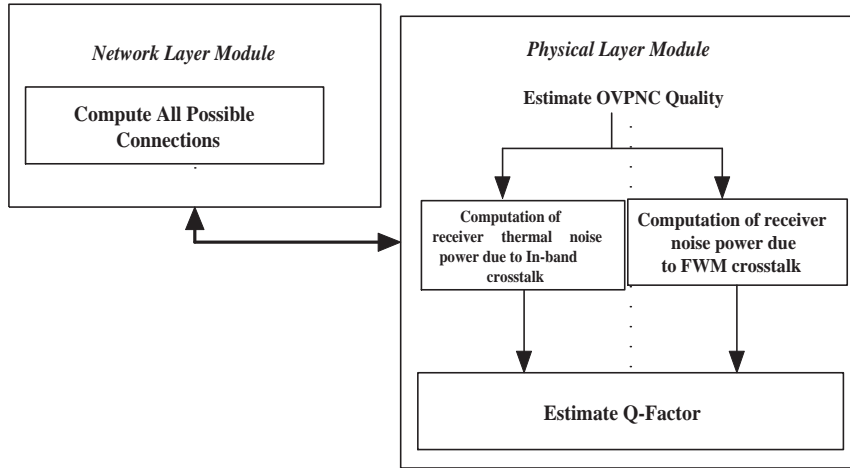 Network Layer Module
Compute All Possible
Connections
Physical Layer Module
Estimate OVPNC Quality
Computation of
receiver thermal noise
power due to In-band
crosstalk
Computation of receiver
noise power due
to FWM crosstalk
Estimate Q-Factor